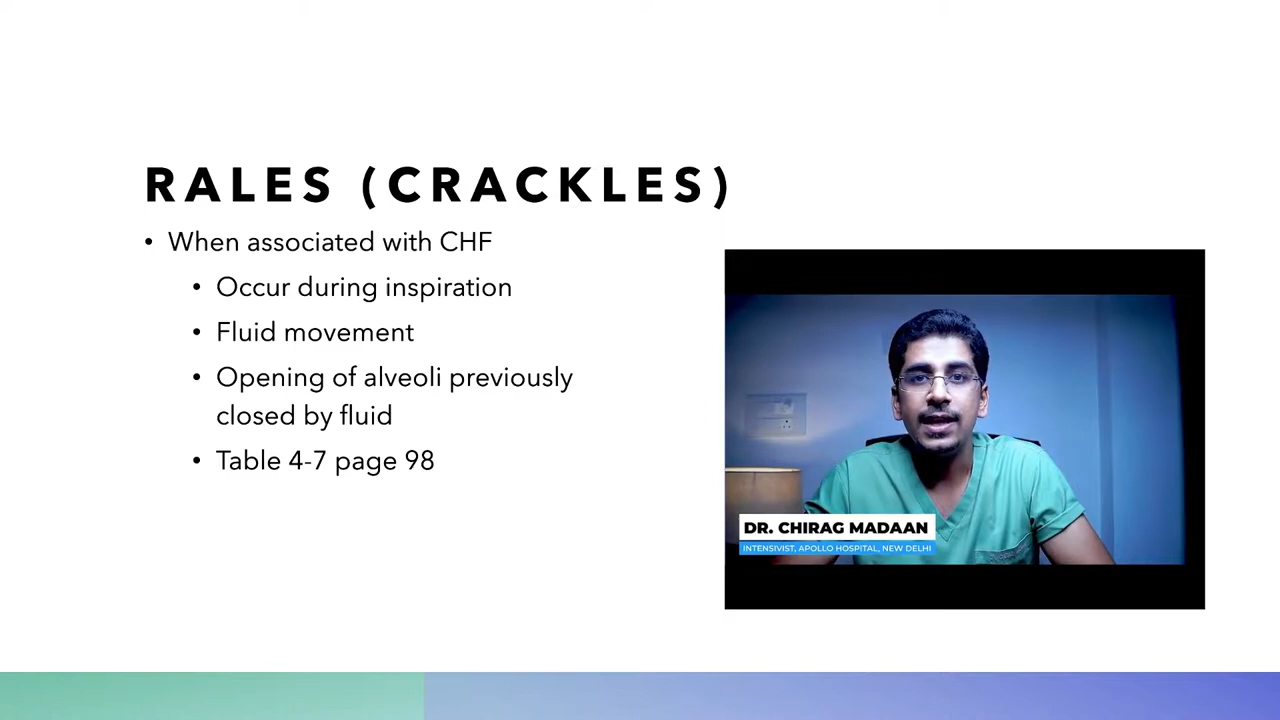 RALES (CRACKLES)
• When associated with CHF
• Occur during inspiration
• Fluid movement
• Opening of alveoli previously
closed by fluid
• Table 4-7 page 98
DR. CHIRAG MADAAN
INTENSIVIST, APOLLO HOSPITAL, NEW DELHI